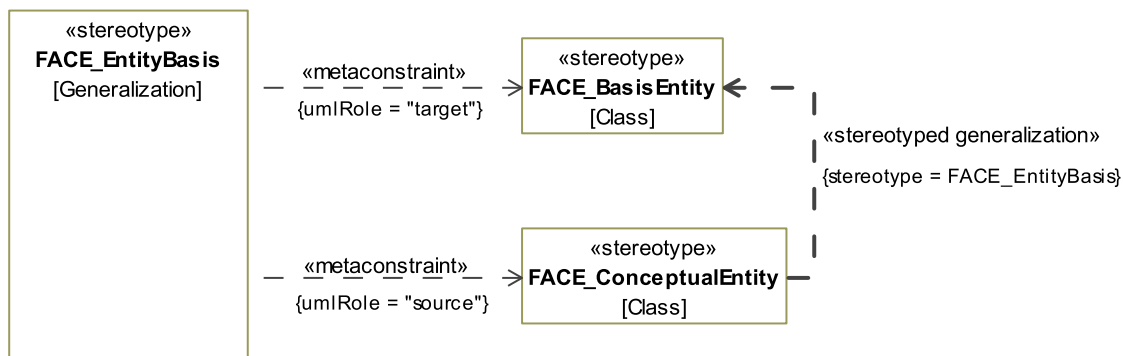 «stereotype»
FACE_EntityBasis
[Generalization]
«metaconstraint»
{umlRole = "target"}
«stereotype»
FACE_BasisEntity
[Class]
«stereotyped generalization»
{stereotype = FACE_EntityBasis}
«metaconstraint»
{umlRole = "source"}
«stereotype»
FACE_ConceptualEntity
[Class]